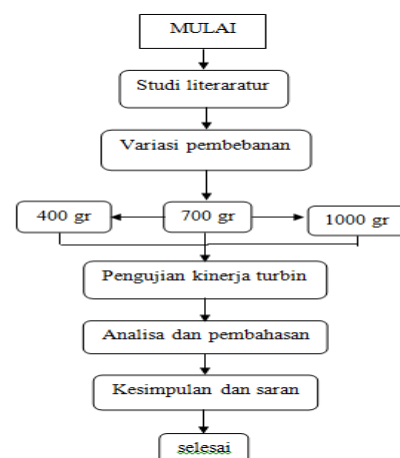 MULAI
Studi literaratur
Variasi pembebanan
400 gr
700 gr
1000 gr
Pengujian kinerja turbin
Analisa dan pembahasan
Kesimpulan dan saran
selesai